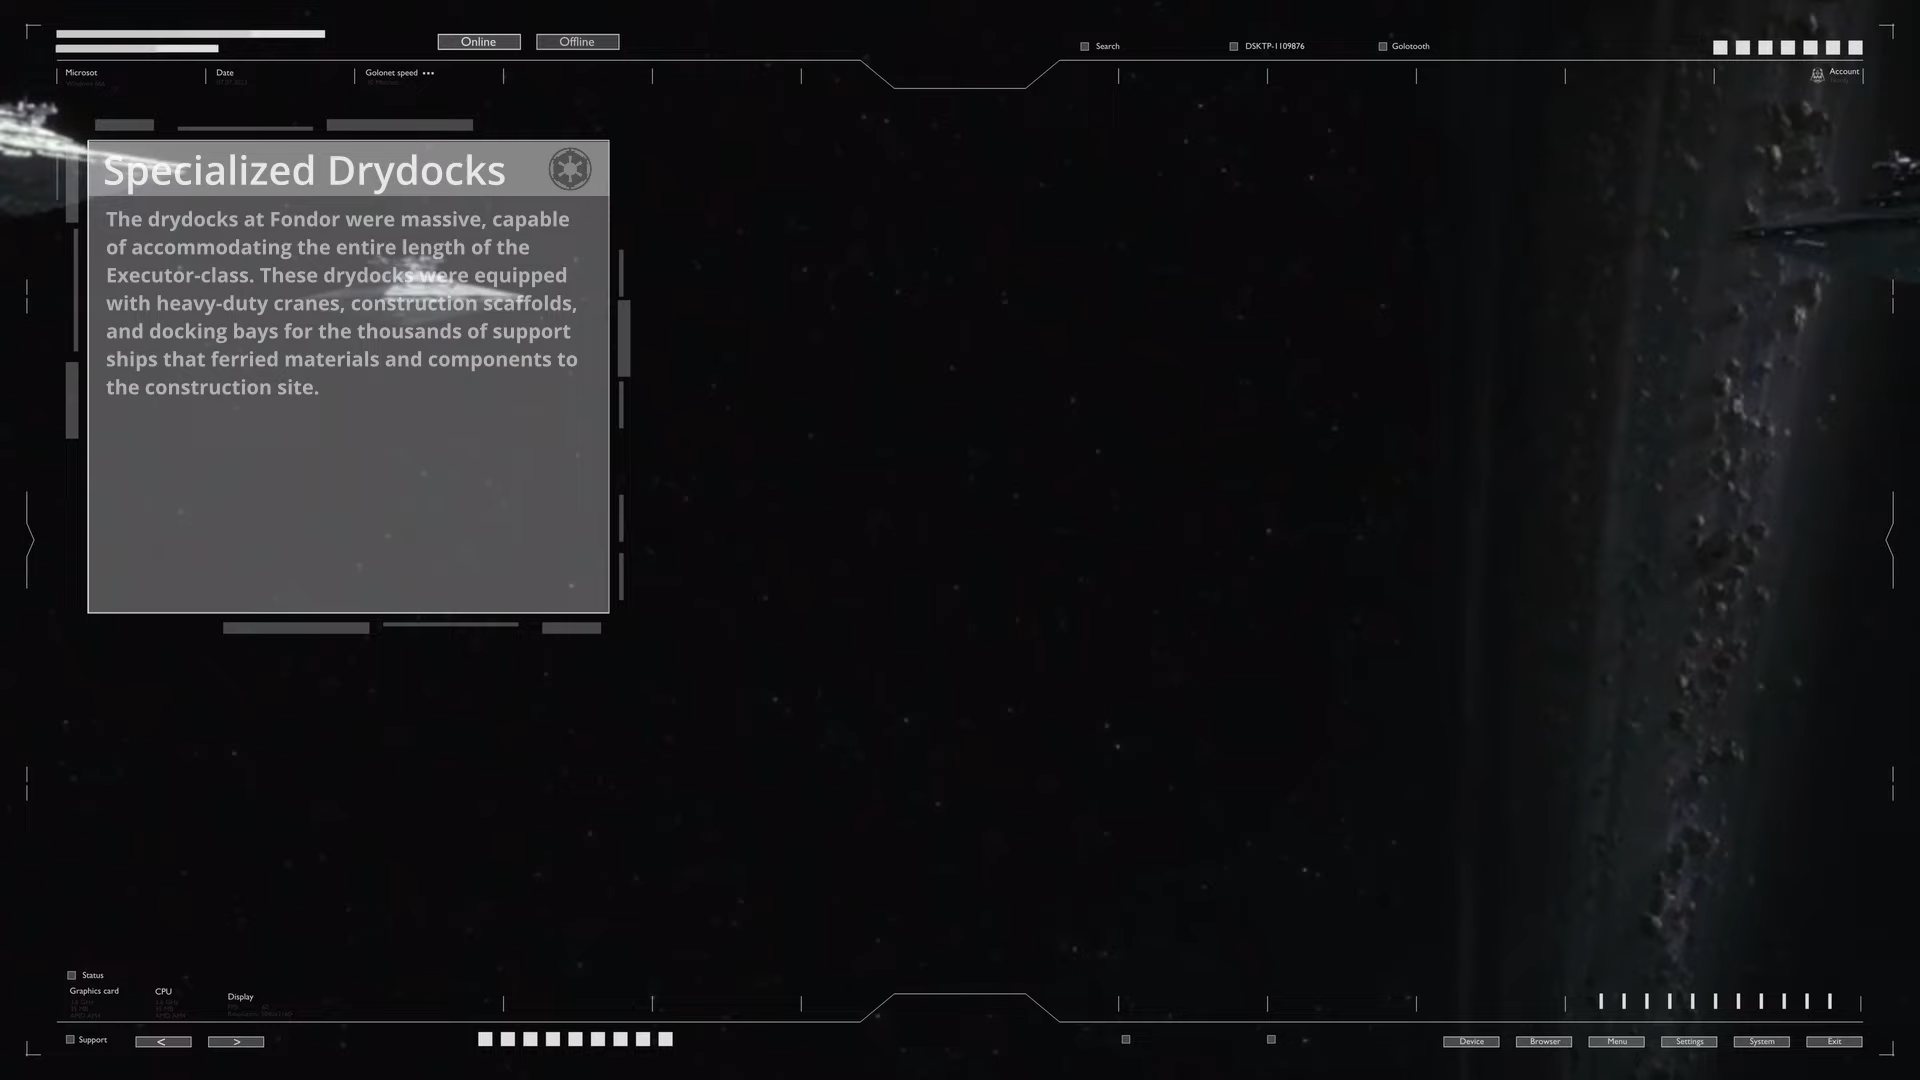 Online
Offline
Search
DSKTP-1109876
Golotooth
Microsot
Date
Golonet speed •••
Account
Specialized Drydocks
The drydocks at Fondor were massive, capable
of accommodating the entire length of the
Executor-class. These drydocks were equipped
with heavy-duty cranes, construction scaffolds,
and docking bays for the thousands of support
ships that ferried materials and components to
the construction site.
Status
Graphics card
CPU
Display
Support
<
>
Device
Browser
Menu
Settings
System
Exit